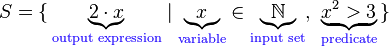 S = { 2 · x | x ∈ ℕ , x² > 3 }
output expression variable input set predicate